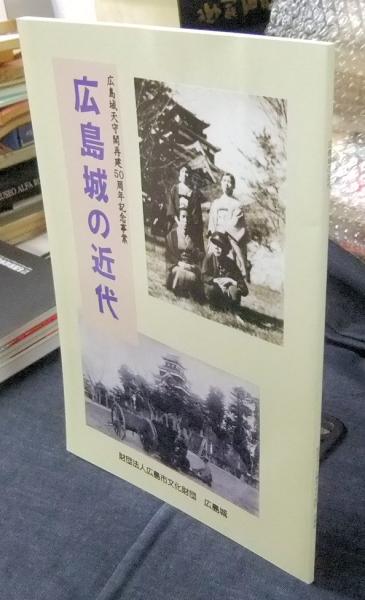 広島城天守閣再建50周年記念事業
広島城の近代
財団法人広島市文化財団　広島城